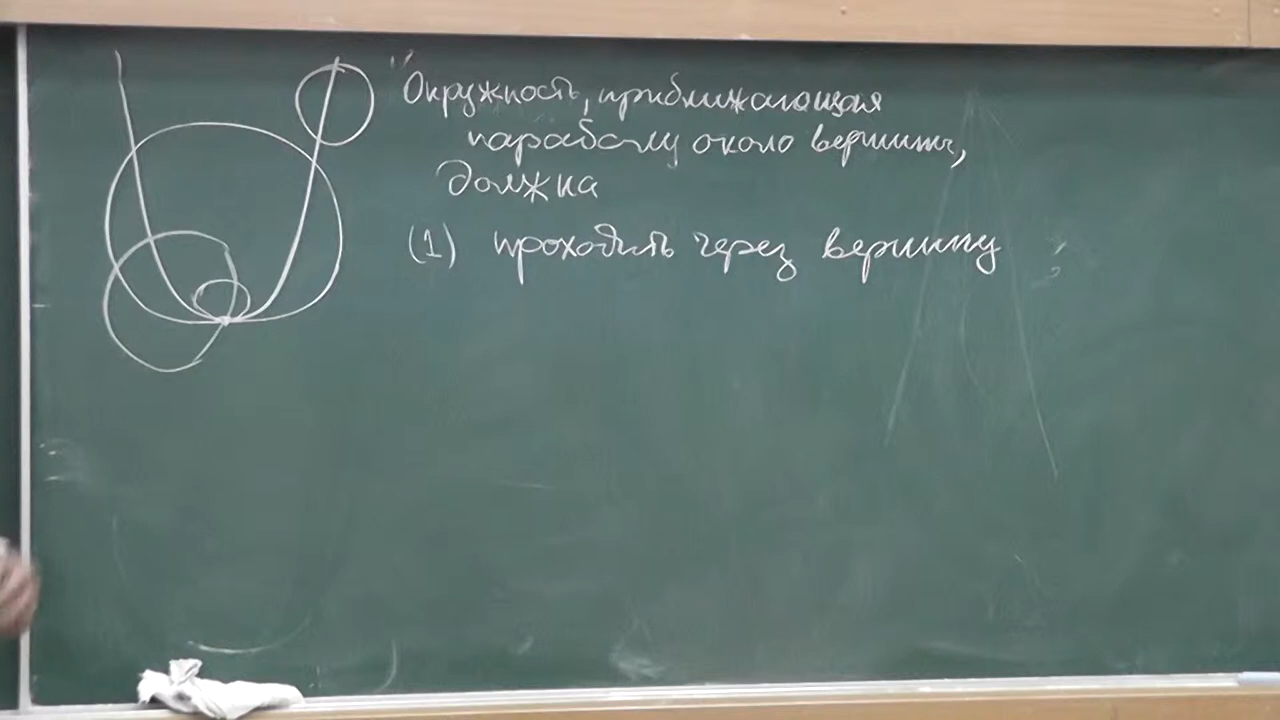 "Окружность, приближающая
параболу около вершины,
должна
(1) проходить через вершину